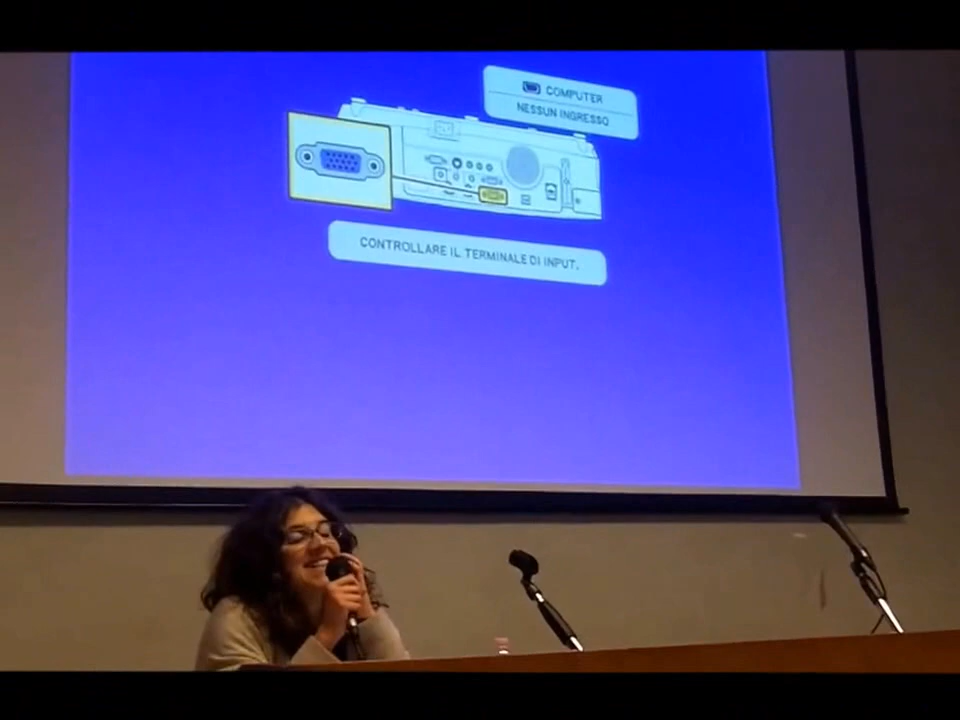 COMPUTER
NESSUN INGRESSO
CONTROLLARE IL TERMINALE DI INPUT.